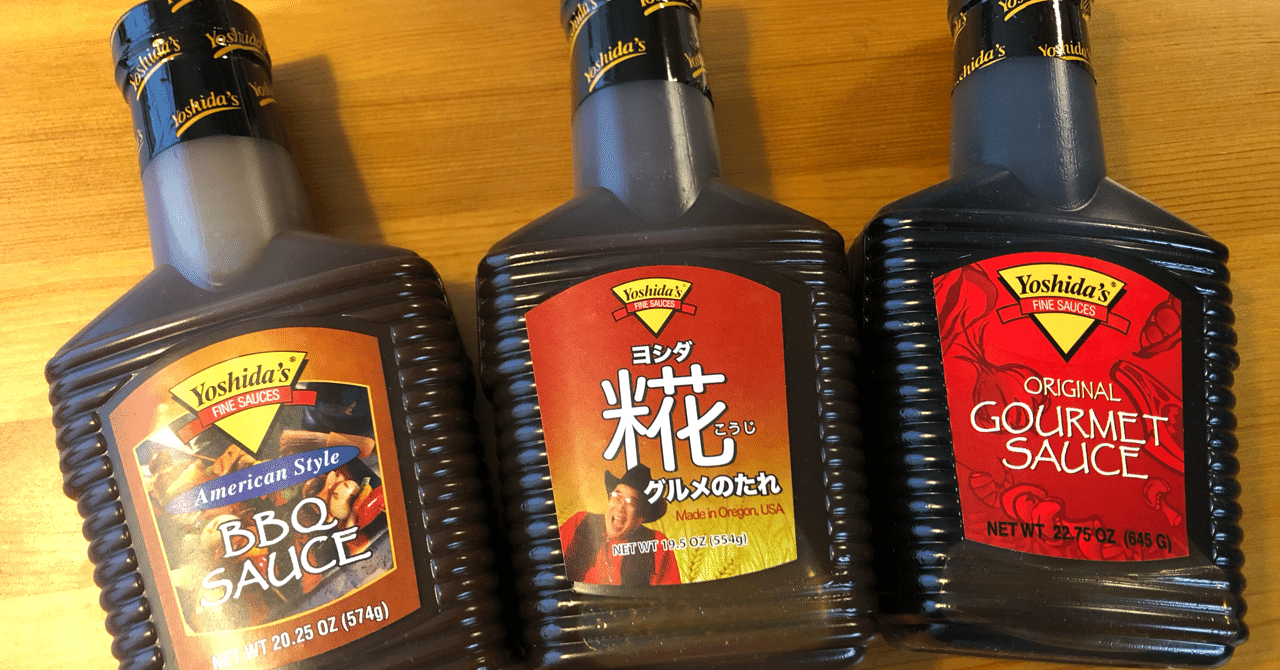 Yoshida's
Yoshida's
Yoshida's
Yoshida's®
FINE SAUCES
American Style
BBQ
SAUCE
NET WT 20.25 OZ (574g)
Yoshida's
Yoshida's
Yoshida's®
FINE SAUCES
ヨシダ
糀
こうじ
グルメのたれ
Made in Oregon, USA
NET WT 19.5 OZ (554g)
Yoshida's
Yoshida's
Yoshida's®
FINE SAUCES
ORIGINAL
GOURMET
SAUCE
NET WT 22.75 OZ (645 G)